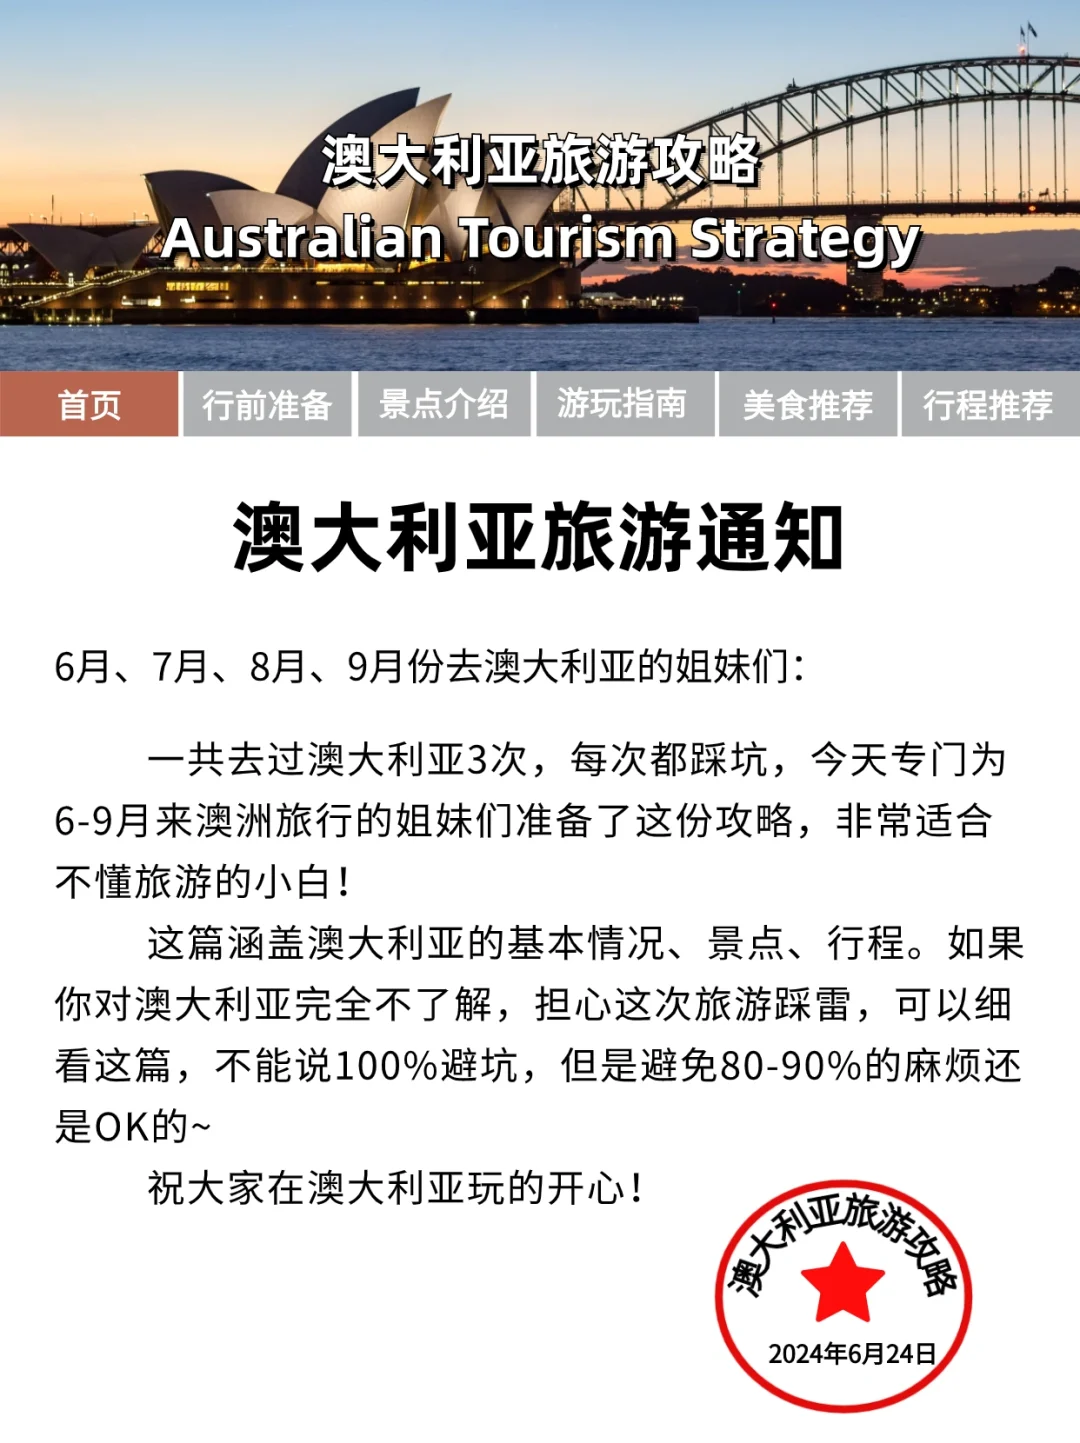 澳大利亚旅游攻略
Australian Tourism Strategy
首页 行前准备 景点介绍 游玩指南 美食推荐 行程推荐
澳大利亚旅游通知
6月、7月、8月、9月份去澳大利亚的姐妹们：
一共去过澳大利亚3次，每次都踩坑，今天专门为
6-9月来澳洲旅行的姐妹们准备了这份攻略，非常适合
不懂旅游的小白！
这篇涵盖澳大利亚的基本情况、景点、行程。如果
你对澳大利亚完全不了解，担心这次旅游踩雷，可以细
看这篇，不能说100%避坑，但是避免80-90%的麻烦还
是OK的~
祝大家在澳大利亚玩的开心！
澳大利亚旅游攻略
2024年6月24日